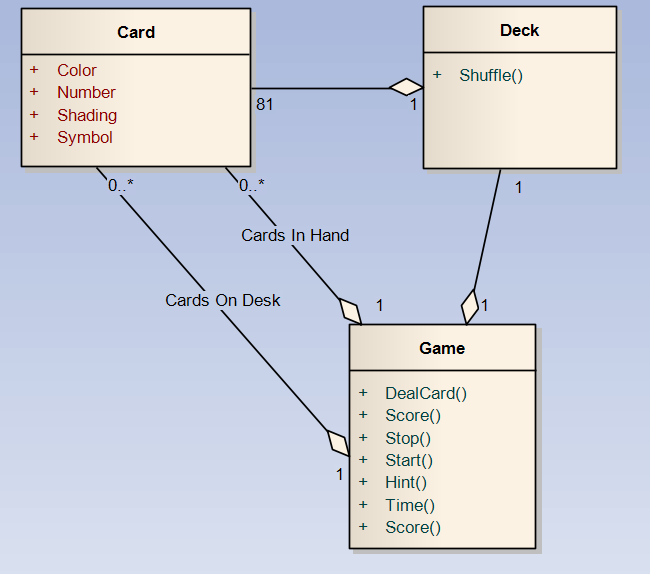 Card
+ Color
+ Number
+ Shading
+ Symbol
Deck
+ Shuffle()
81
1
0..*
0..*
1
Cards In Hand
Cards On Desk
1
1
1
Game
+ DealCard()
+ Score()
+ Stop()
+ Start()
+ Hint()
+ Time()
+ Score()